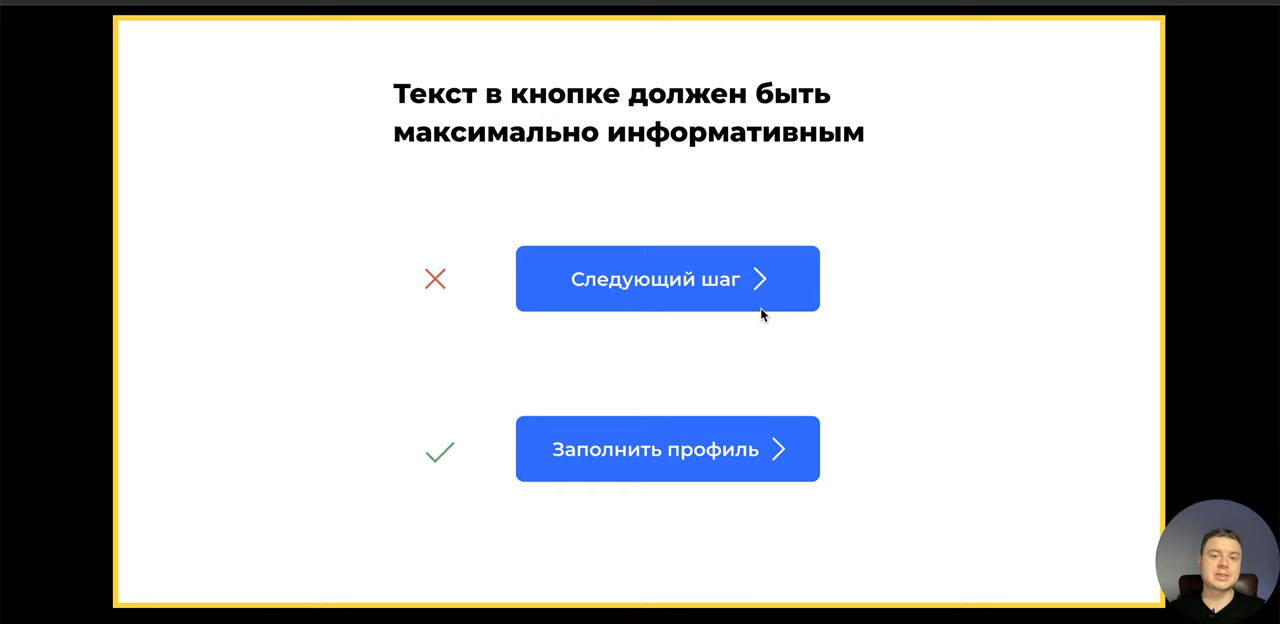 Текст в кнопке должен быть
максимально информативным
Следующий шаг
Заполнить профиль